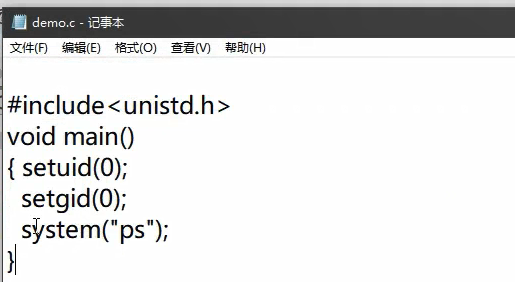 demo.c - 记事本
文件(F) 编辑(E) 格式(O) 查看(V) 帮助(H)
#include<unistd.h>
void main()
{ setuid(0);
setgid(0);
system("ps");
}